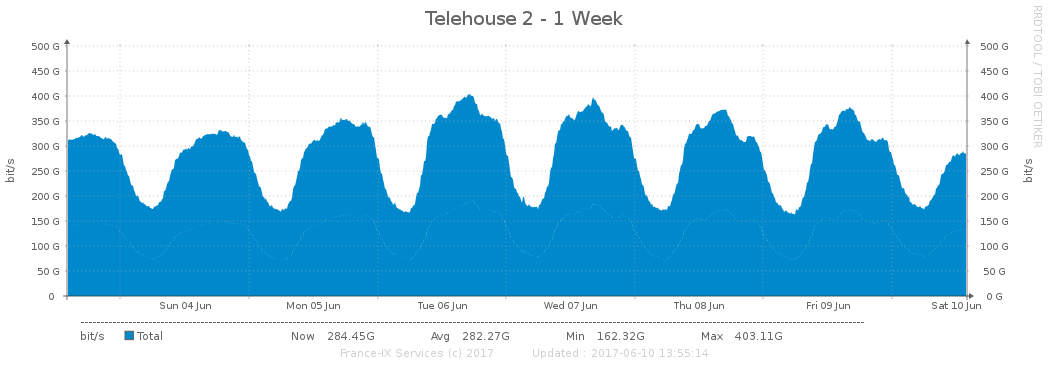 Telehouse 2 - 1 Week
RRDTOOL / TOBI OETIKER
500 G 500 G
450 G 450 G
400 G 400 G
350 G 350 G
300 G 300 G
250 G 250 G
200 G 200 G
150 G 150 G
100 G 100 G
50 G 50 G
0 0 G
bit/s bit/s
Sun 04 Jun Mon 05 Jun Tue 06 Jun Wed 07 Jun Thu 08 Jun Fri 09 Jun Sat 10 Jun
bit/s Total Now 284.45G Avg 282.27G Min 162.32G Max 403.11G
France-IX Services (c) 2017 Updated : 2017-06-10 13:55:14